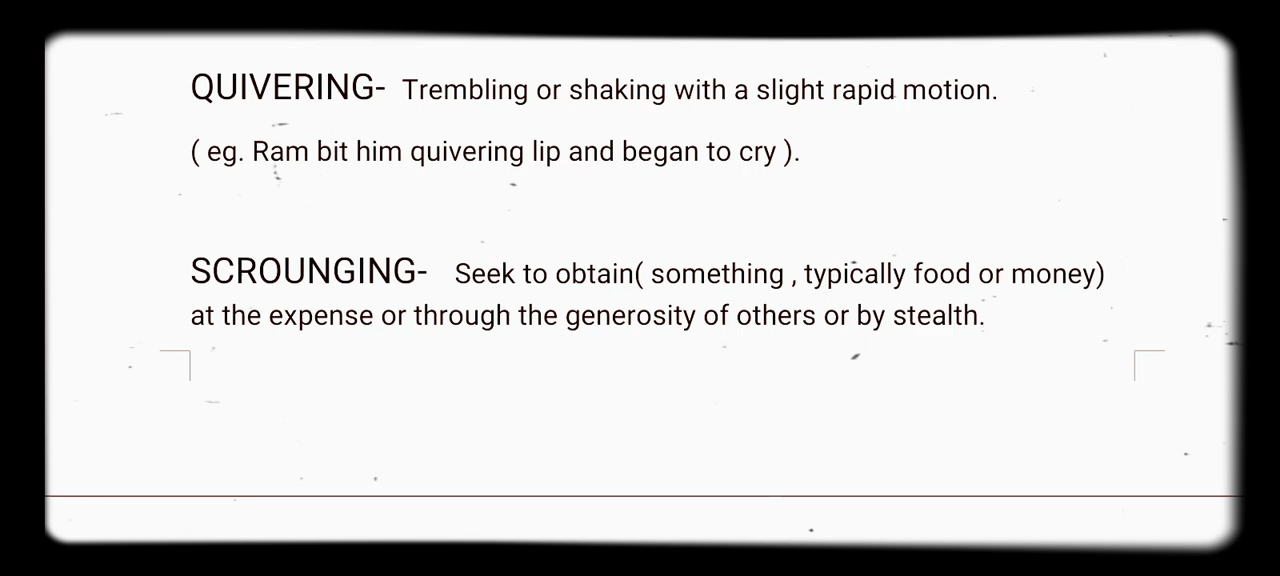 QUIVERING- Trembling or shaking with a slight rapid motion.
( eg. Ram bit him quivering lip and began to cry ).
SCROUNGING- Seek to obtain( something , typically food or money)
at the expense or through the generosity of others or by stealth.